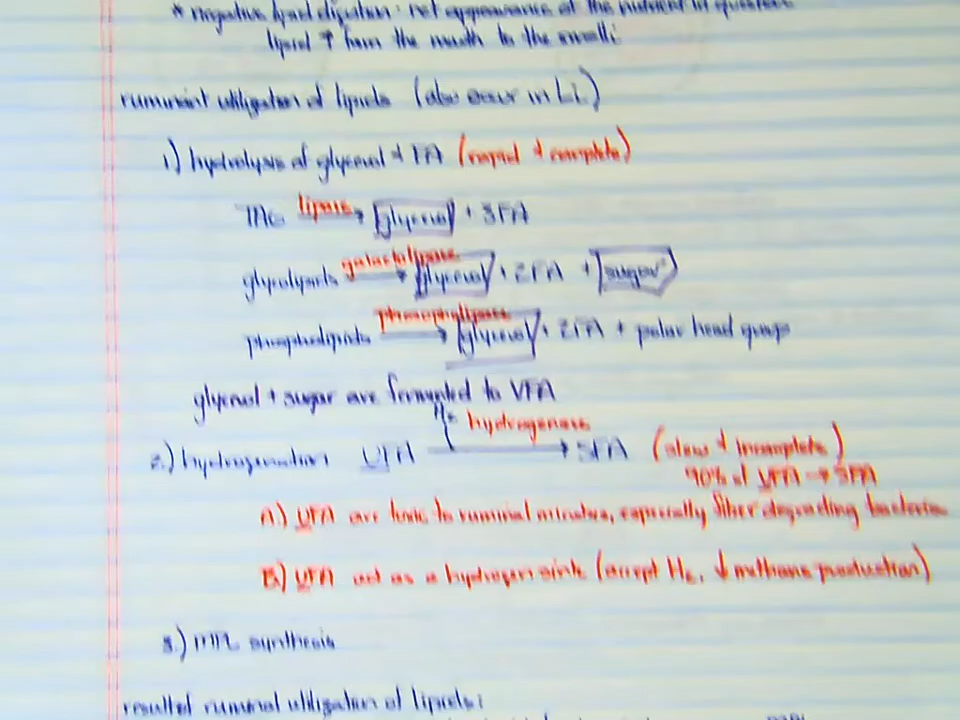 * negative lipid digestion: net appearance of the nutrient in question
lipid ↑ from the mouth to the small i
ruminant utilization of lipids (also occur in Li.)
1.) hydrolysis of glycerol & FA (rapid & complete)
TAG lipase → glycerol + 3FA
glycolipids galactolipase → glycerol + 2FA + sugar
phospholipids phospholipase → glycerol + 2FA + polar head group
glycerol + sugar are fermented to VFA
H₂ hydrogenase
2.) hydrogenation UFA → SFA (slow & incomplete)
90% of UFA → SFA
A.) UFA are toxic to ruminal microbes, especially fiber degrading bacteria
B.) UFA act as a hydrogen sink (accept H₂, ↓ methane production)
3.) MPL synthesis
result of ruminal utilization of lipids: